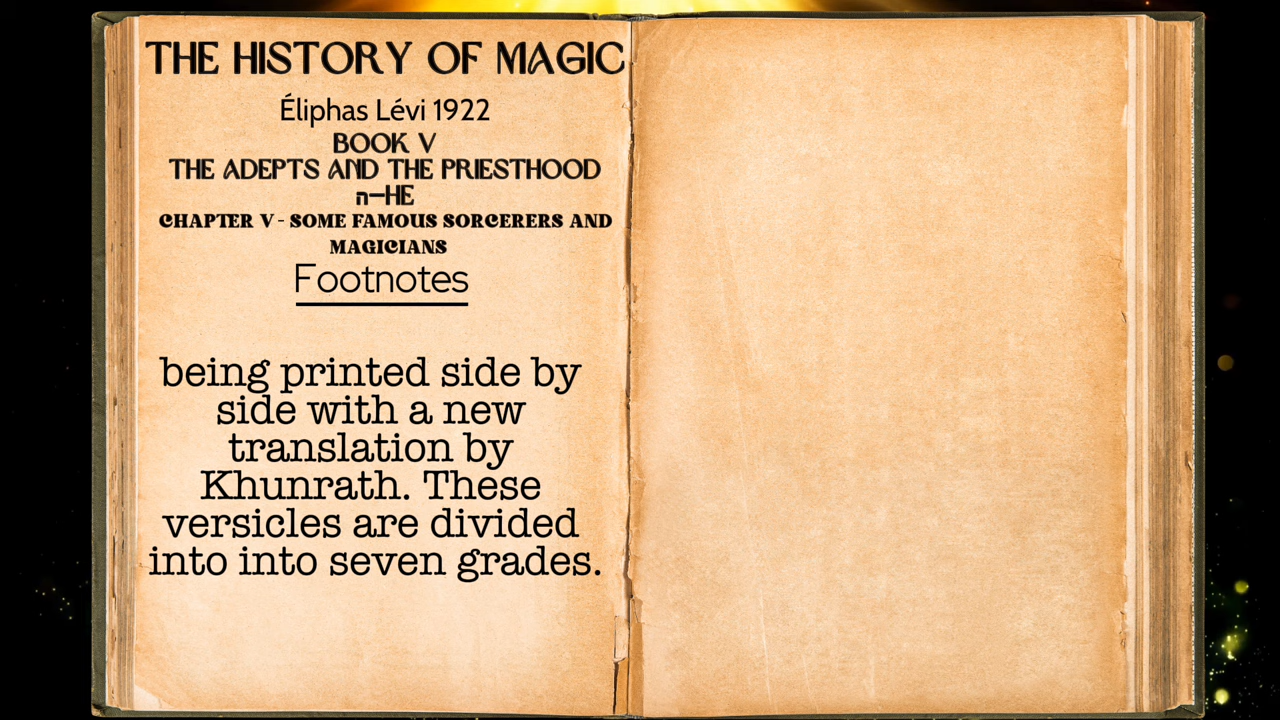 THE HISTORY OF MAGIC
Éliphas Lévi 1922
BOOK V
THE ADEPTS AND THE PRIESTHOOD
ח—HE
CHAPTER V - SOME FAMOUS SORCERERS AND
MAGICIANS
Footnotes
being printed side by
side with a new
translation by
Khunrath. These
versicles are divided
into into seven grades.